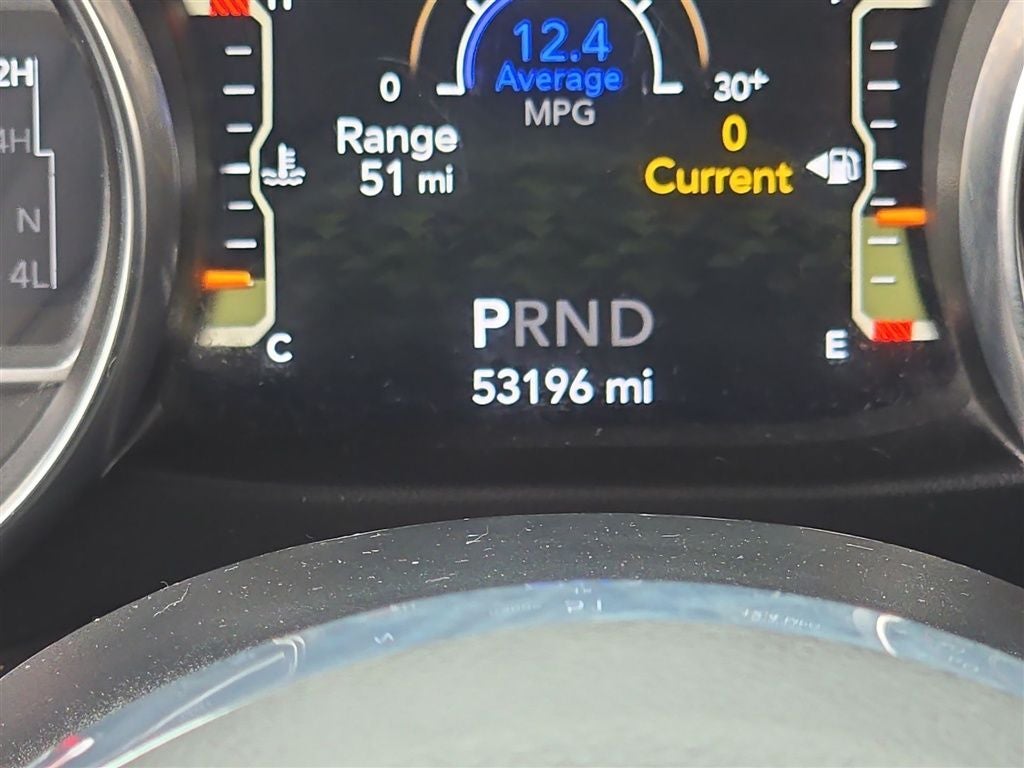 12.4
Average
MPG
0
30+
Range
51 mi
0
Current
2H
4H
N
4L
C
E
PRND
53196 mi